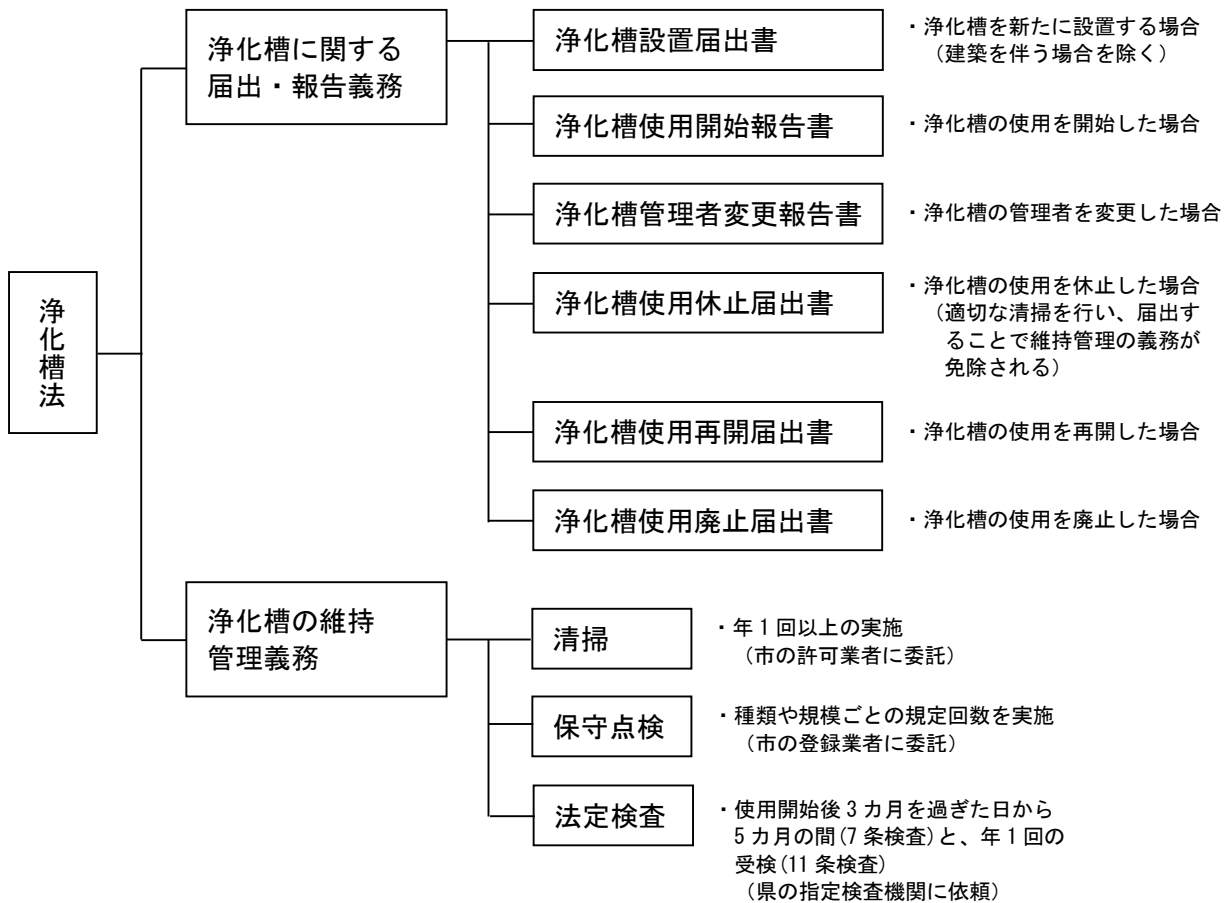 浄化槽法
浄化槽に関する
届出・報告義務
浄化槽設置届出書
・浄化槽を新たに設置する場合
（建築を伴う場合を除く）
浄化槽使用開始報告書
・浄化槽の使用を開始した場合
浄化槽管理者変更報告書
・浄化槽の管理者を変更した場合
浄化槽使用休止届出書
・浄化槽の使用を休止した場合
（適切な清掃を行い、届出す
ることで維持管理の義務が
免除される）
浄化槽使用再開届出書
・浄化槽の使用を再開した場合
浄化槽使用廃止届出書
・浄化槽の使用を廃止した場合
浄化槽の維持
管理義務
清掃
・年１回以上の実施
（市の許可業者に委託）
保守点検
・種類や規模ごとの規定回数を実施
（市の登録業者に委託）
法定検査
・使用開始後３カ月を過ぎた日から
５カ月の間(７条検査)と、年１回の
受検(11条検査)
（県の指定検査機関に依頼）